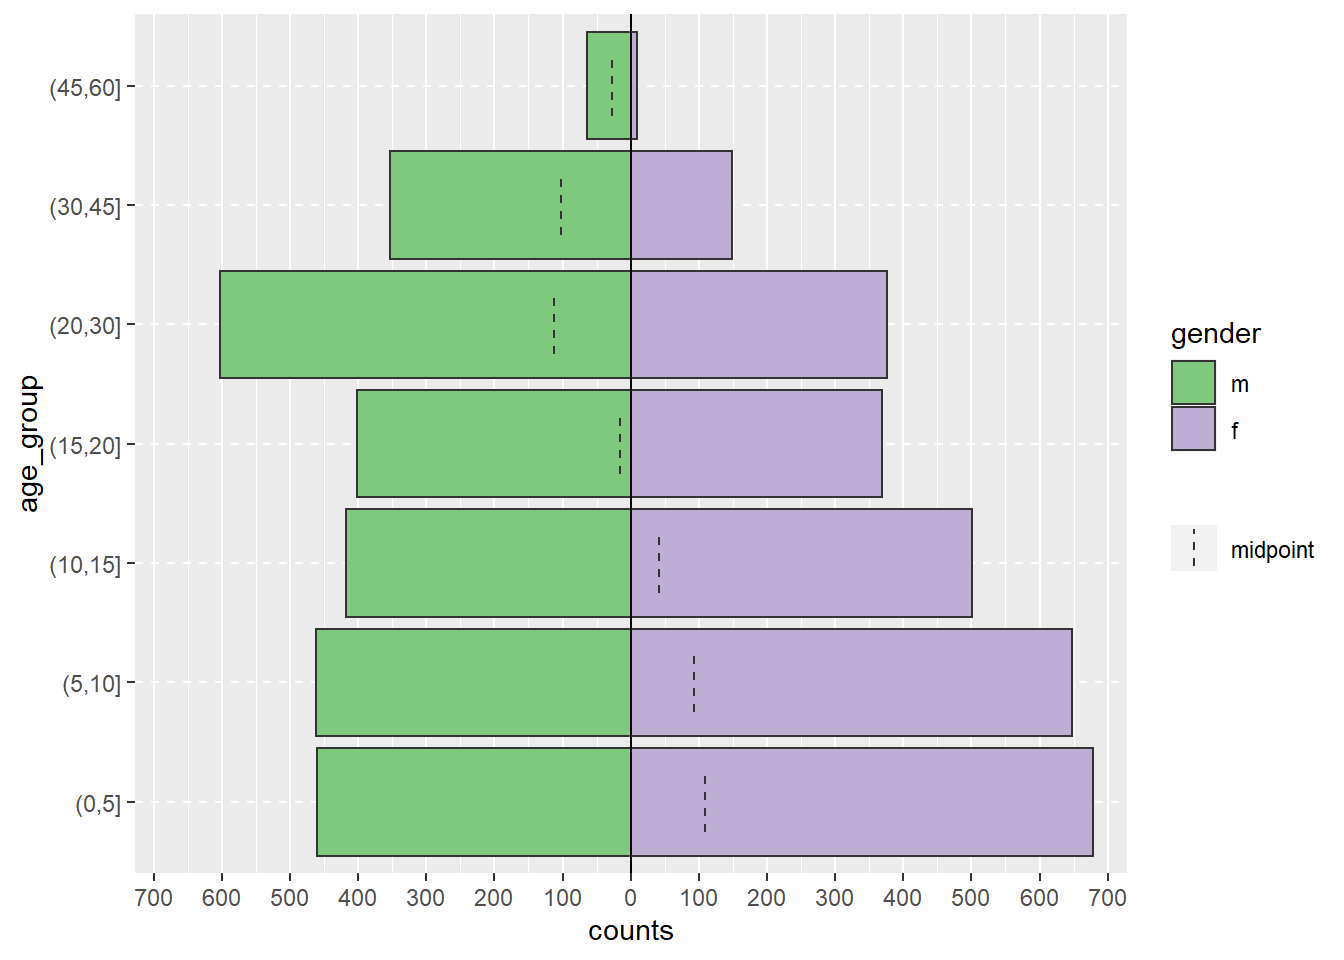 (45,60]
(30,45]
(20,30]
(15,20]
(10,15]
(5,10]
(0,5]
age_group
700 600 500 400 300 200 100 0 100 200 300 400 500 600 700
counts
gender
m
f
midpoint